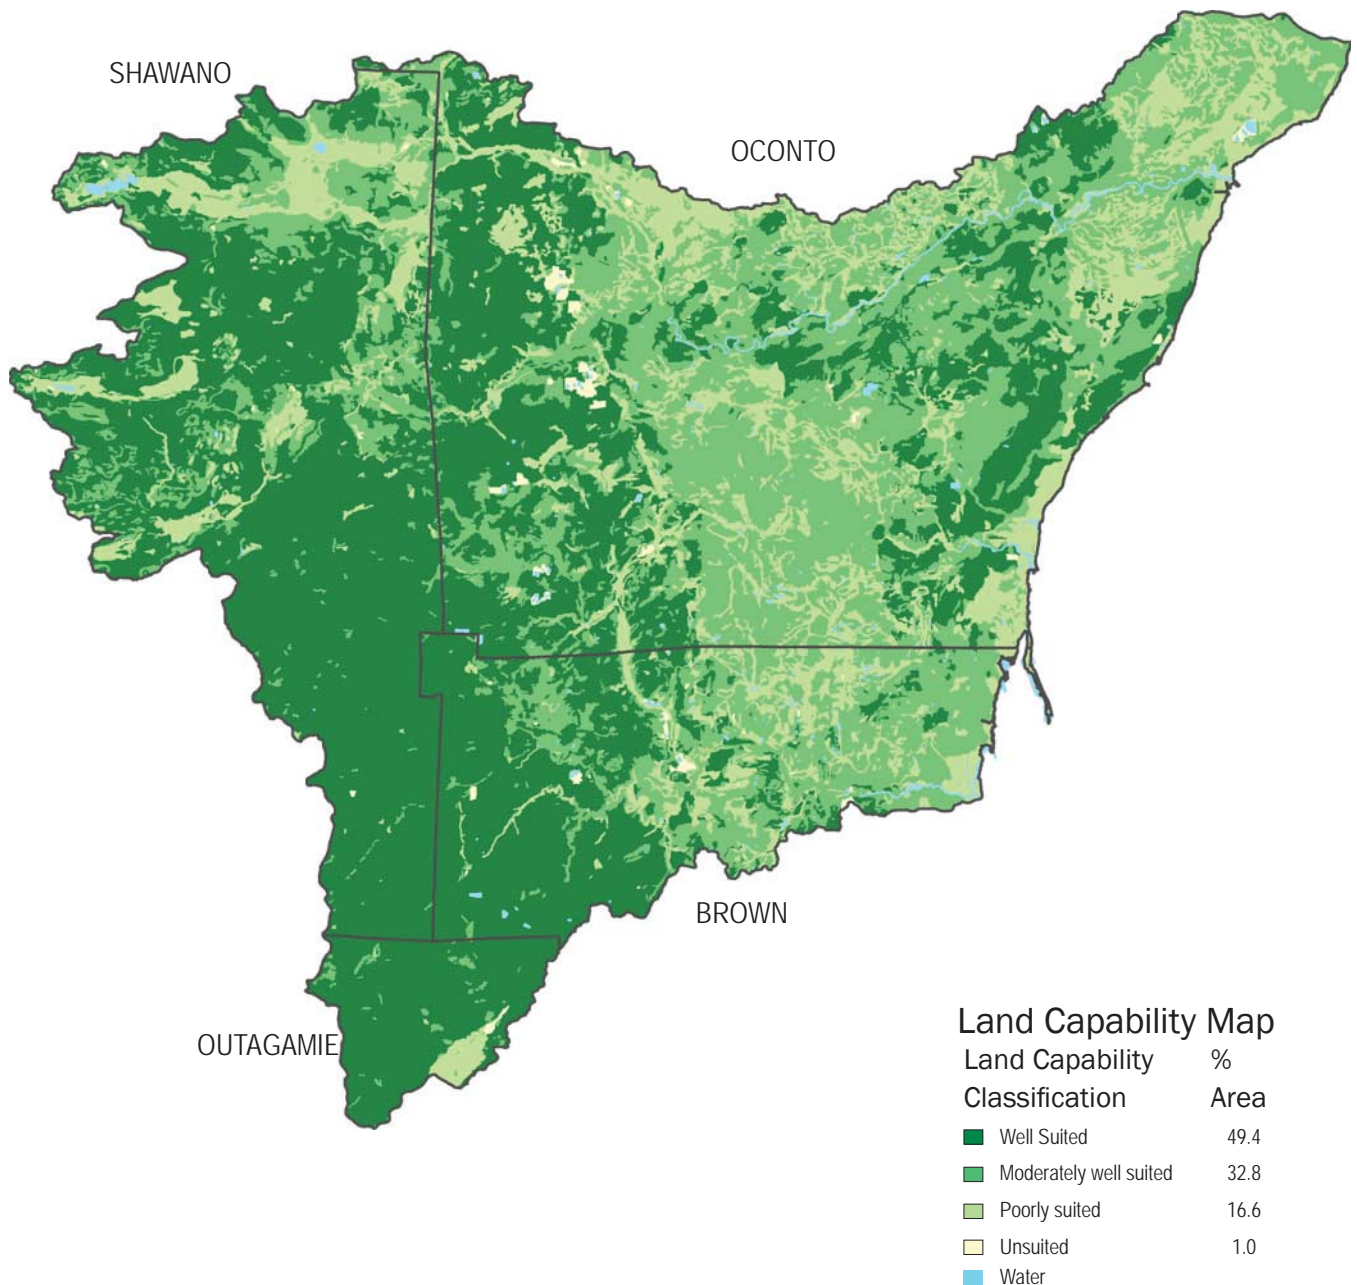 SHAWANO
OCONTO
BROWN
OUTAGAMIE
Land Capability Map
Land Capability %
Classification Area
Well Suited 49.4
Moderately well suited 32.8
Poorly suited 16.6
Unsuited 1.0
Water